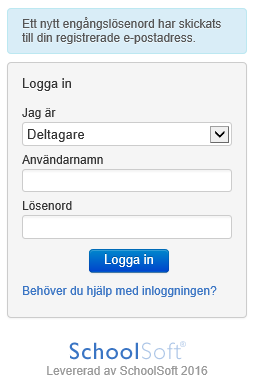 Ett nytt engångslösenord har skickats
till din registrerade e-postadress.
Logga in
Jag är
Deltagare
Användarnamn
Lösenord
Logga in
Behöver du hjälp med inloggningen?
SchoolSoft®
Levererad av SchoolSoft 2016